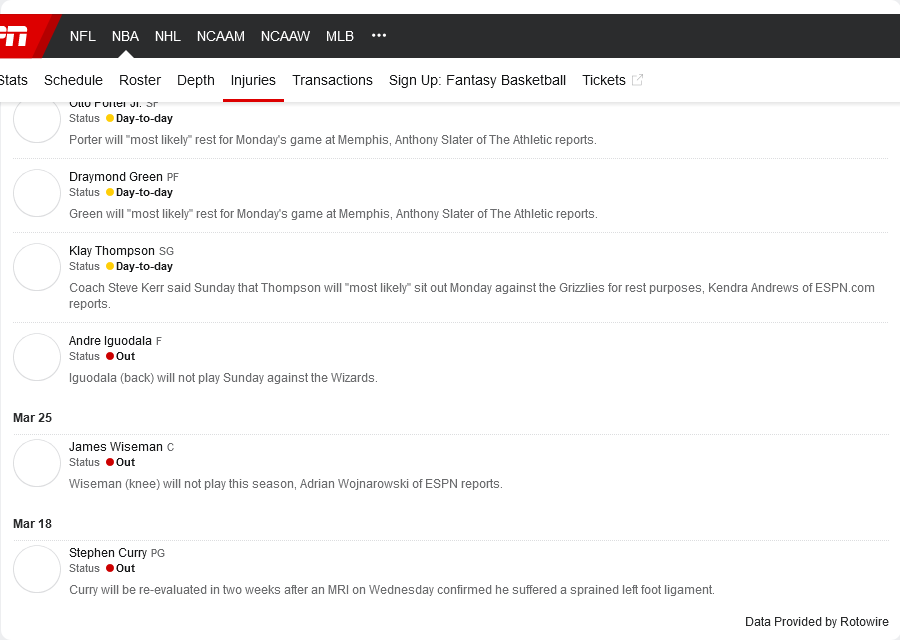 NFL NBA NHL NCAAM NCAAW MLB •••
Stats Schedule Roster Depth Injuries Transactions Sign Up: Fantasy Basketball Tickets
Otto Porter Jr. SF
Status Day-to-day
Porter will "most likely" rest for Monday's game at Memphis, Anthony Slater of The Athletic reports.
Draymond Green PF
Status Day-to-day
Green will "most likely" rest for Monday's game at Memphis, Anthony Slater of The Athletic reports.
Klay Thompson SG
Status Day-to-day
Coach Steve Kerr said Sunday that Thompson will "most likely" sit out Monday against the Grizzlies for rest purposes, Kendra Andrews of ESPN.com
reports.
Andre Iguodala F
Status Out
Iguodala (back) will not play Sunday against the Wizards.
Mar 25
James Wiseman C
Status Out
Wiseman (knee) will not play this season, Adrian Wojnarowski of ESPN reports.
Mar 18
Stephen Curry PG
Status Out
Curry will be re-evaluated in two weeks after an MRI on Wednesday confirmed he suffered a sprained left foot ligament.
Data Provided by Rotowire